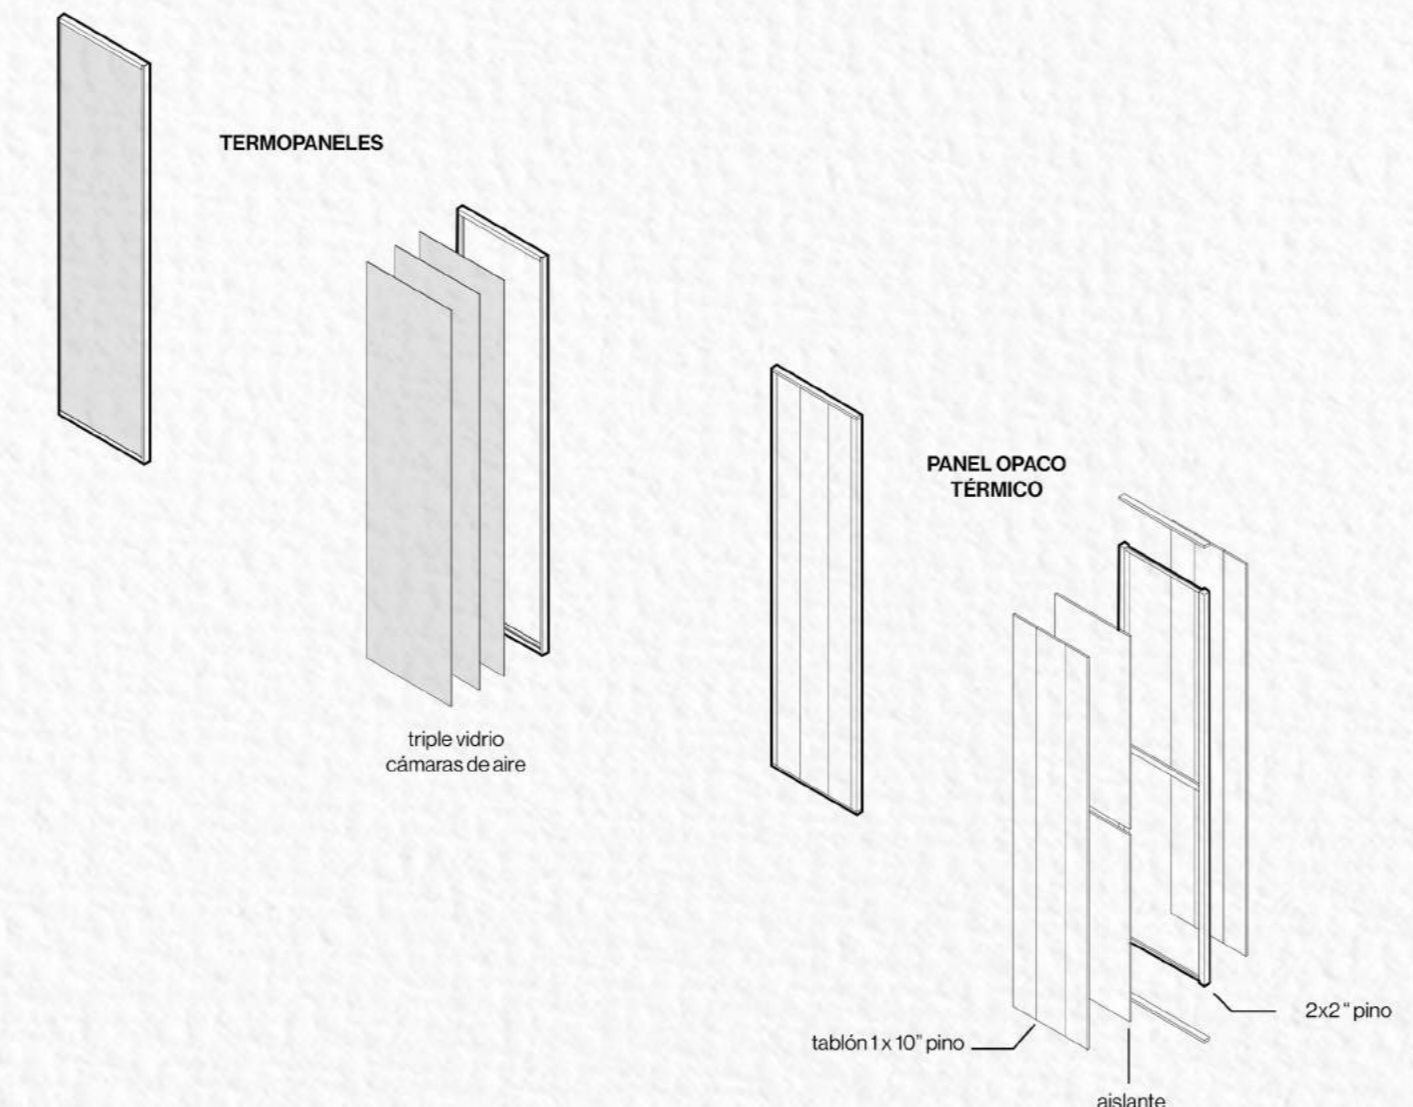 TERMOPANELES
triple vidrio
cámaras de aire
PANEL OPACO
TÉRMICO
2x2“ pino
tablón 1 x 10” pino
aislante